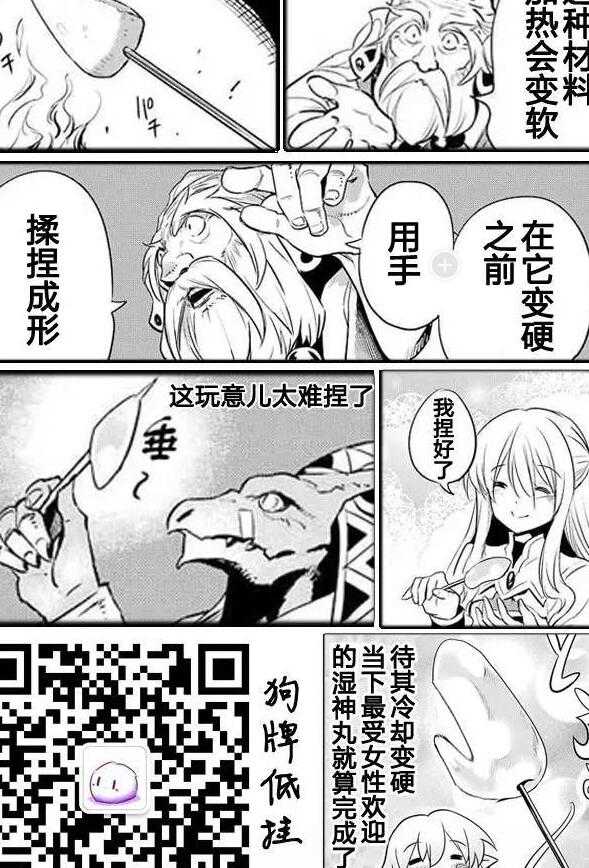 这种材料
加热会变软
在它变硬
之前
用手
揉捏成形
这玩意儿太难捏了
垂
我捏好了
狗牌低挂
待其冷却变硬
当下最受女性欢迎
的湿神丸就算完成了